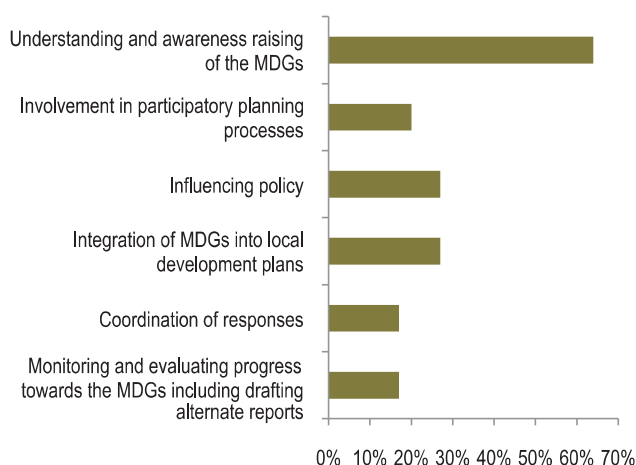 Understanding and awareness raising
of the MDGs
Involvement in participatory planning
processes
Influencing policy
Integration of MDGs into local
development plans
Coordination of responses
Monitoring and evaluating progress
towards the MDGs including drafting
alternate reports
0% 10% 20% 30% 40% 50% 60% 70%